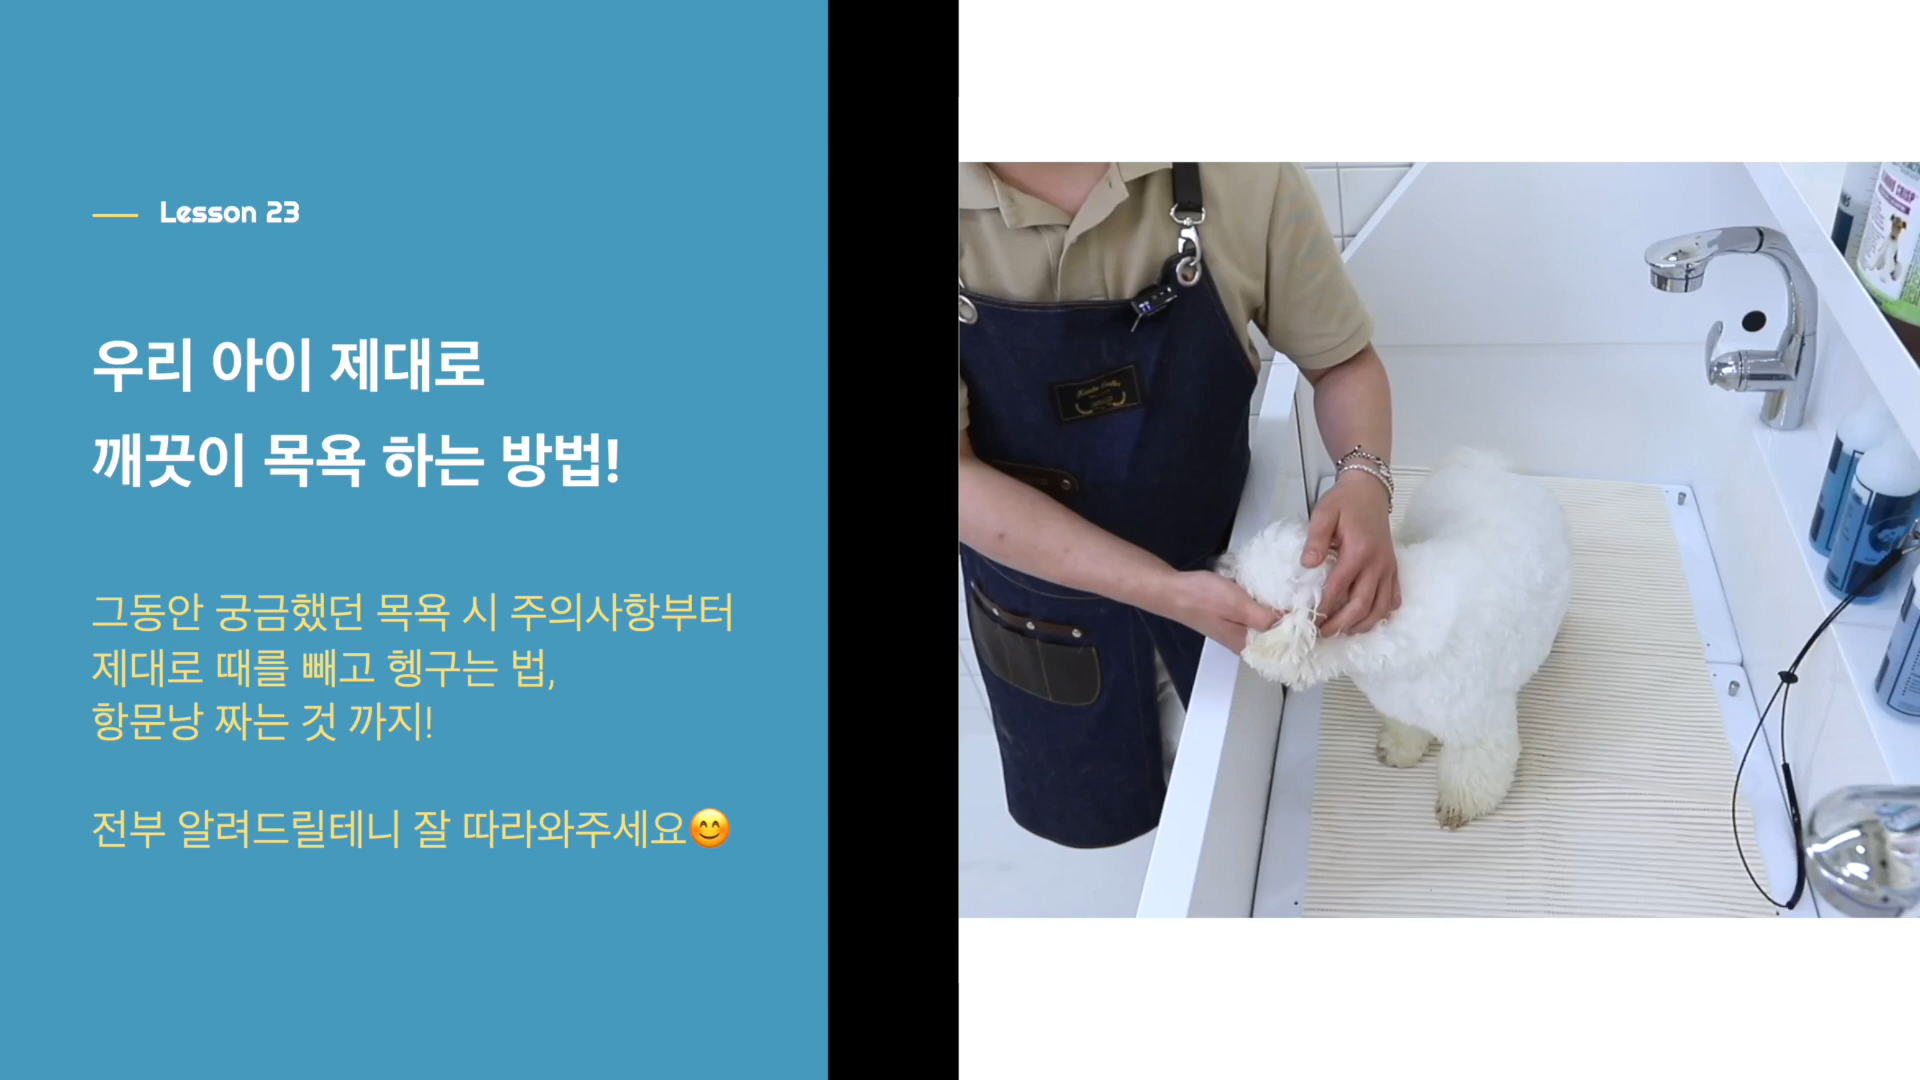 Lesson 23
우리 아이 제대로
깨끗이 목욕 하는 방법!
그동안 궁금했던 목욕 시 주의사항부터
제대로 때를 빼고 헹구는 법,
항문낭 짜는 것 까지!
전부 알려드릴테니 잘 따라와주세요😊